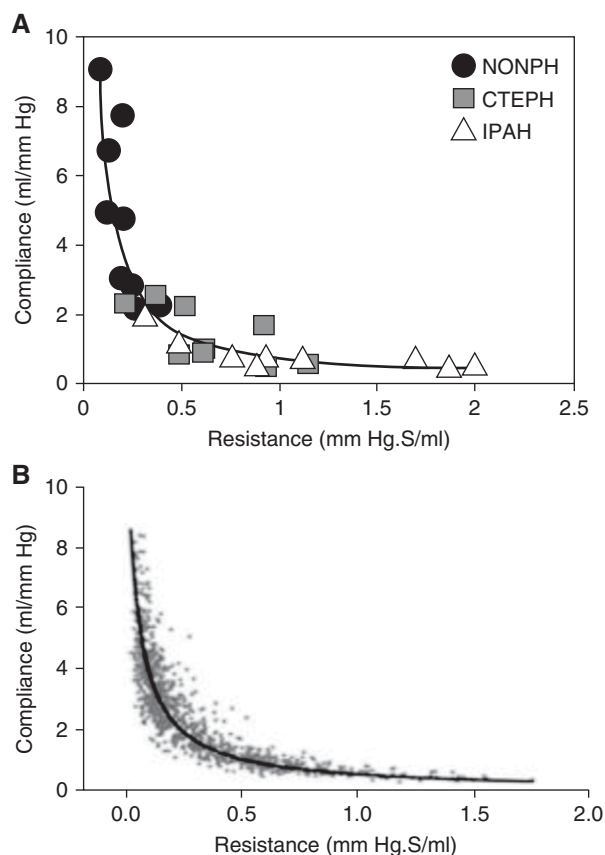 A
10
8
6
4
2
0
Compliance (ml/mm Hg)
NONPH
CTEPH
IPAH
0 0.5 1 1.5 2 2.5
Resistance (mm Hg.S/ml)
B
10
8
6
4
2
0
Compliance (ml/mm Hg)
0.0 0.5 1.0 1.5 2.0
Resistance (mm Hg.S/ml)